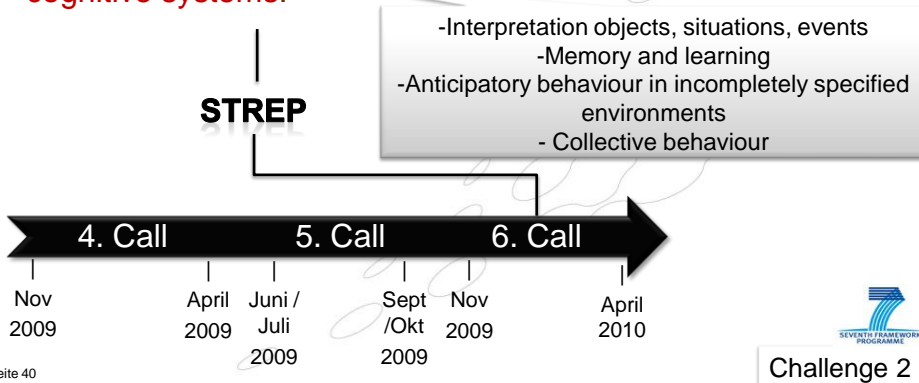 cognitive systems.
-Interpretation objects, situations, events
-Memory and learning
-Anticipatory behaviour in incompletely specified
environments
- Collective behaviour
STREP
4. Call 5. Call 6. Call
Nov
2009
April
2009
Juni /
Juli
2009
Sept
/Okt
2009
Nov
2009
April
2010
SEVENTH FRAMEWORK
PROGRAMME
eite 40
Challenge 2